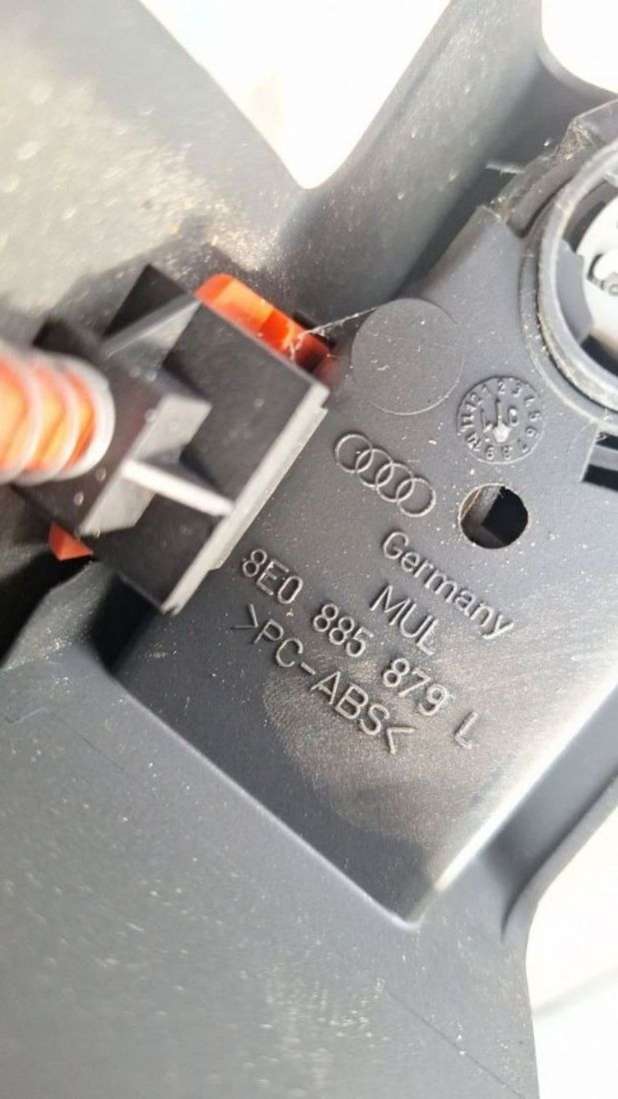 Germany
MUL
8E0 885 879 L
>PC-ABS<